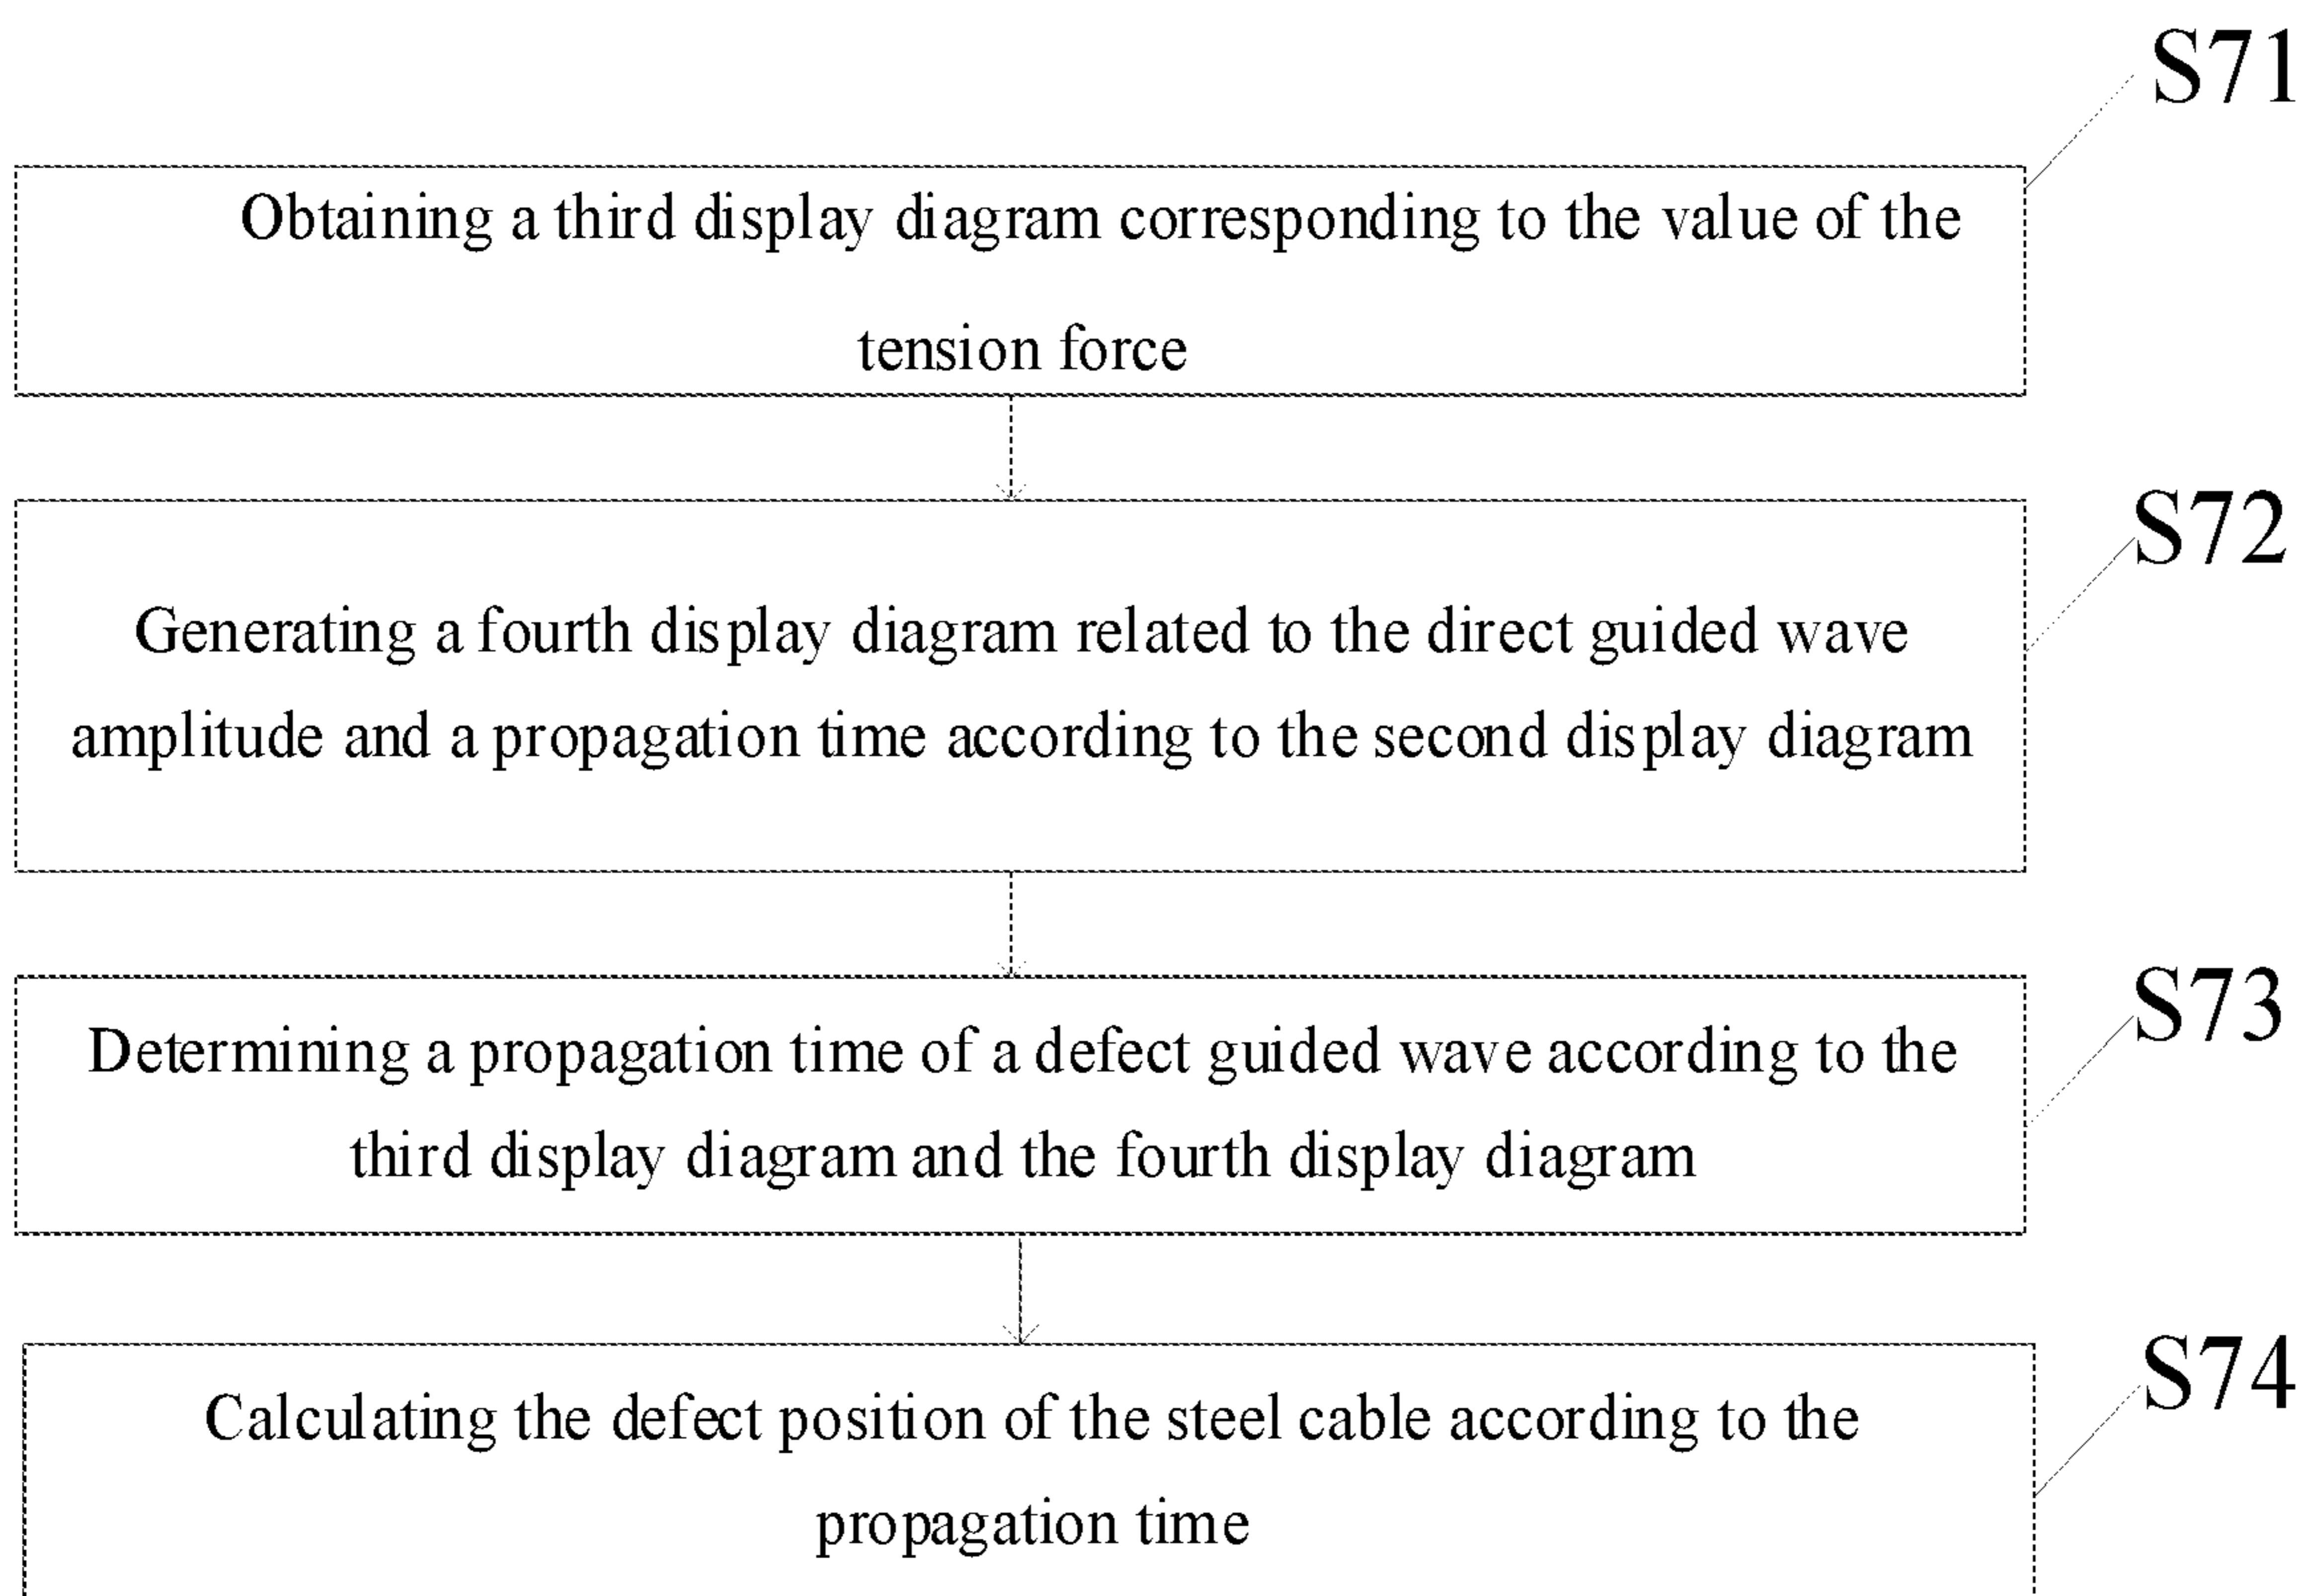 S71
Obtaining a third display diagram corresponding to the value of the
tension force
S72
Generating a fourth display diagram related to the direct guided wave
amplitude and a propagation time according to the second display diagram
S73
Determining a propagation time of a defect guided wave according to the
third display diagram and the fourth display diagram
S74
Calculating the defect position of the steel cable according to the
propagation time